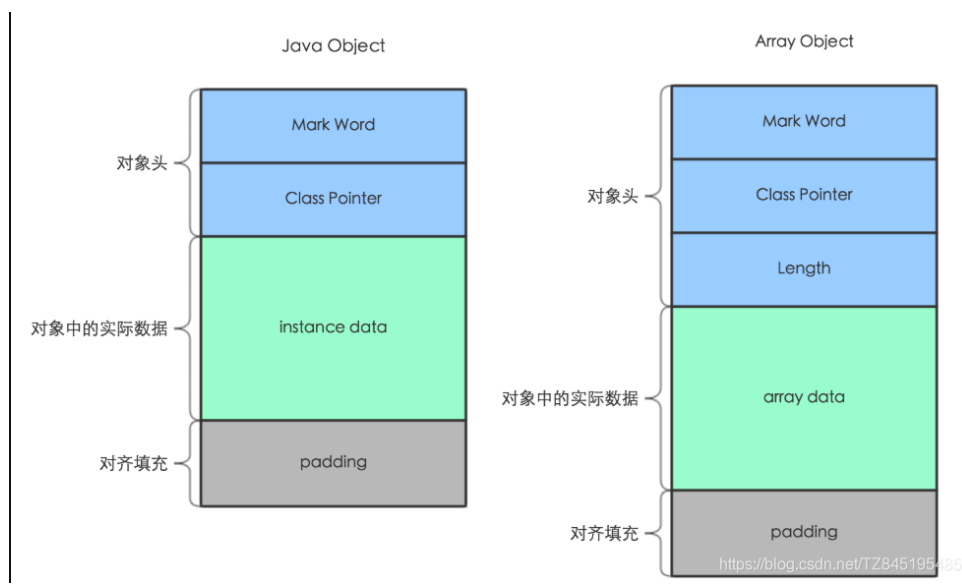 Java Object
Mark Word
对象头
Class Pointer
对象中的实际数据
instance data
对齐填充
padding
Array Object
Mark Word
对象头
Class Pointer
Length
对象中的实际数据
array data
对齐填充
padding
https://blog.csdn.net/TZ845195485